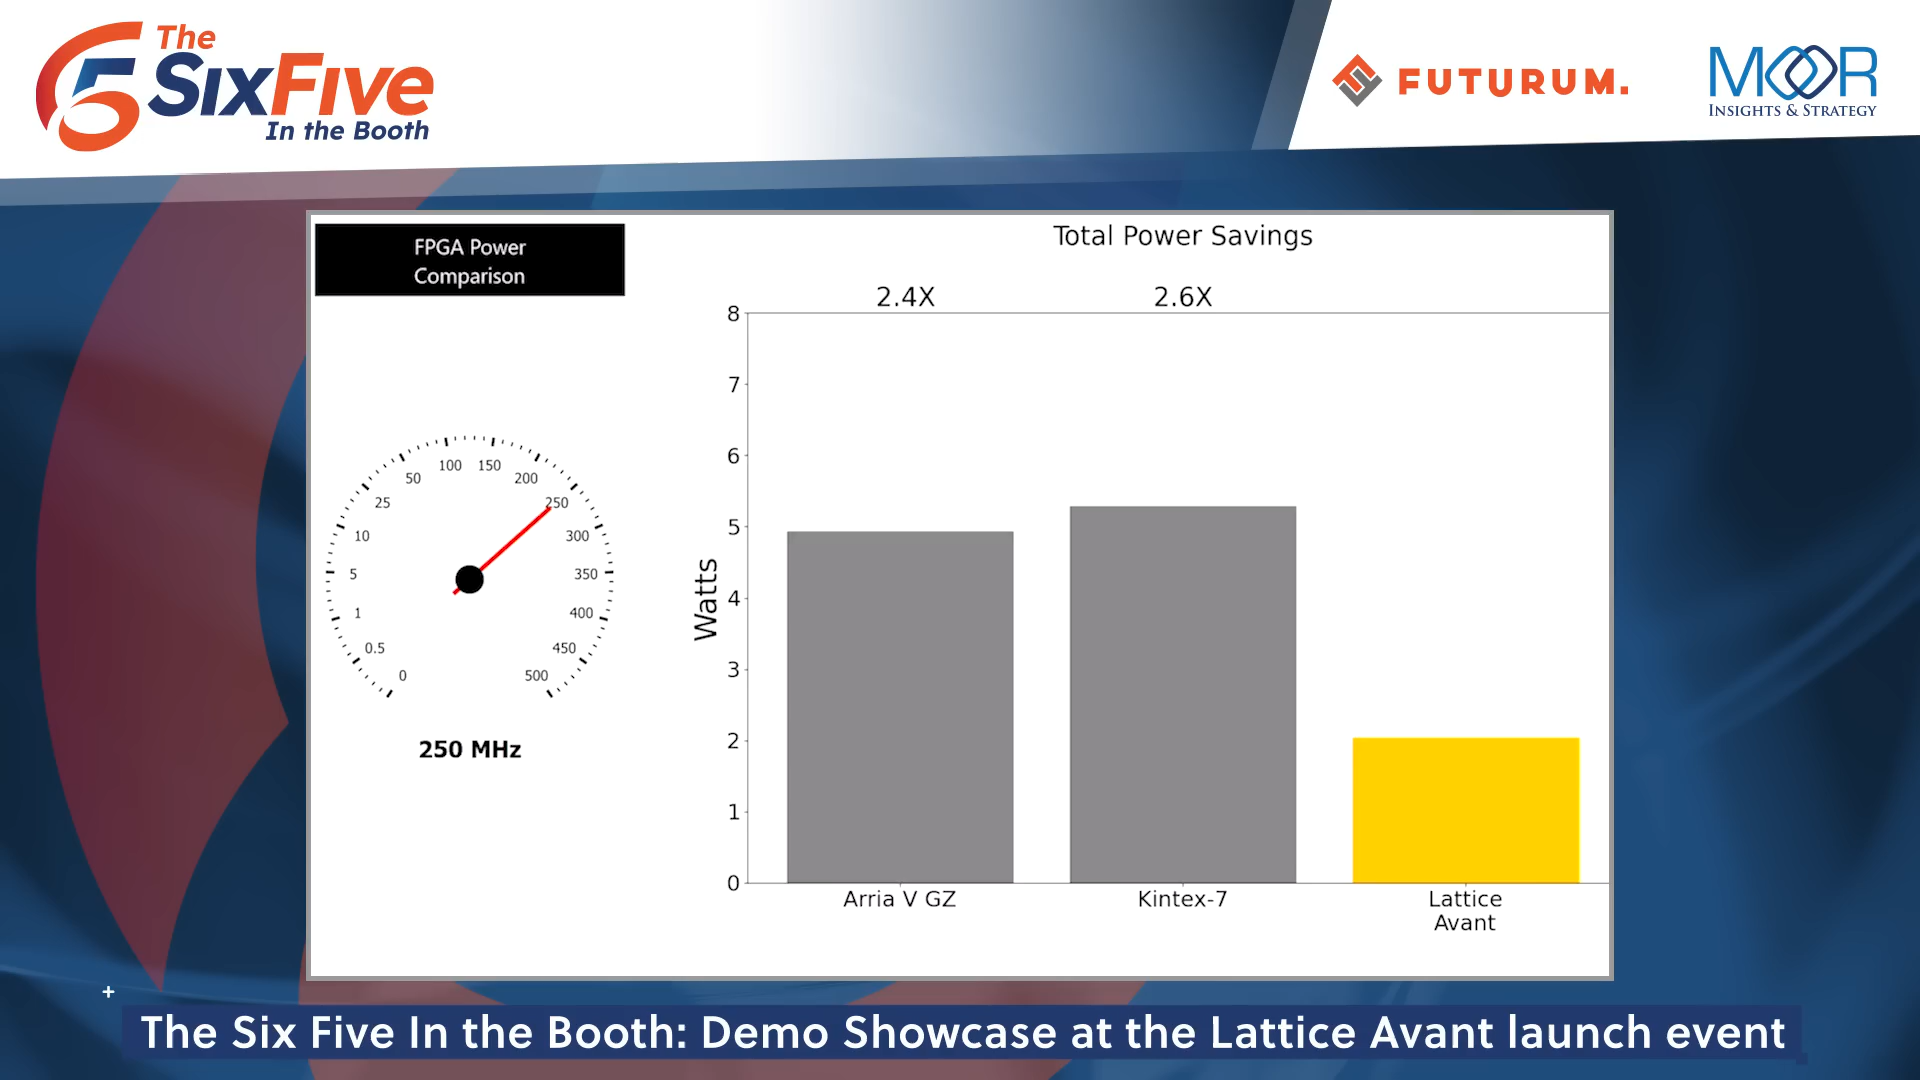 The
SixFive
In the Booth
FUTURUM.
MOOR
INSIGHTS & STRATEGY
FPGA Power
Comparison
Total Power Savings
2.4X 2.6X
8
7
6
5
4
3
2
1
0
Watts
Arria V GZ
Kintex-7
Lattice
Avant
0
0.5
1
5
10
25
50
100
150
200
250
300
350
400
450
500
250 MHz
The Six Five In the Booth: Demo Showcase at the Lattice Avant launch event